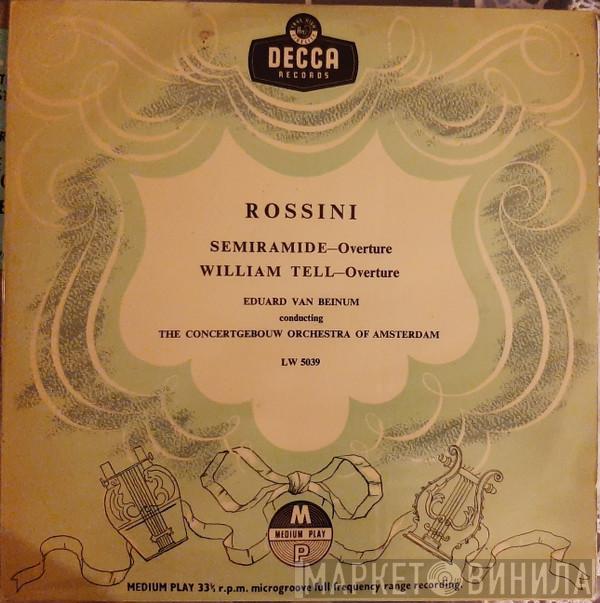 DECCA
RECORDS
ROSSINI
SEMIRAMIDE—Overture
WILLIAM TELL—Overture
EDUARD VAN BEINUM
conducting
THE CONCERTGEBOUW ORCHESTRA OF AMSTERDAM
LW 5039
M
MEDIUM PLAY
P
MEDIUM PLAY 33⅓ r.p.m. microgroove full frequency range recording.
МАРКЕТ ВИНИЛА